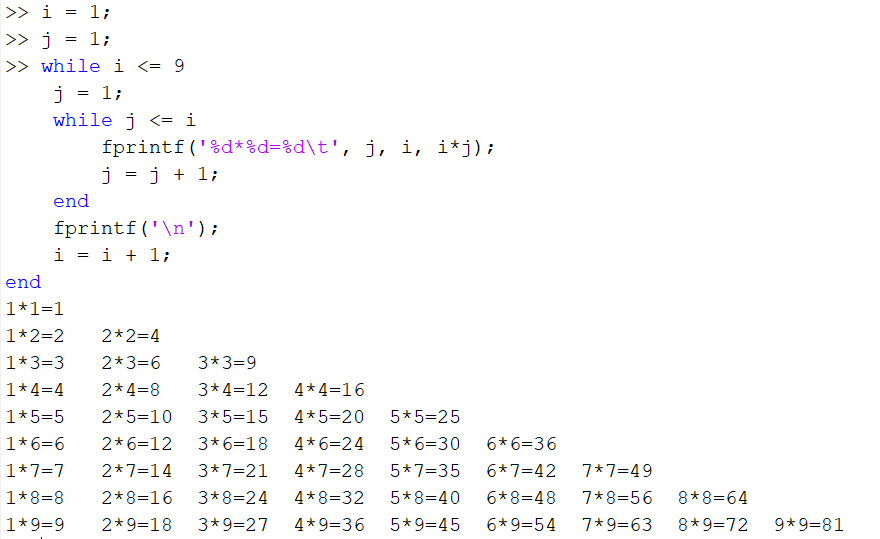 >> i = 1;
>> j = 1;
>> while i <= 9
    j = 1;
    while j <= i
        fprintf('%d*%d=%d\t', j, i, i*j);
        j = j + 1;
    end
    fprintf('\n');
    i = i + 1;
end
1*1=1
1*2=2	2*2=4
1*3=3	2*3=6	3*3=9
1*4=4	2*4=8	3*4=12	4*4=16
1*5=5	2*5=10	3*5=15	4*5=20	5*5=25
1*6=6	2*6=12	3*6=18	4*6=24	5*6=30	6*6=36
1*7=7	2*7=14	3*7=21	4*7=28	5*7=35	6*7=42	7*7=49
1*8=8	2*8=16	3*8=24	4*8=32	5*8=40	6*8=48	7*8=56	8*8=64
1*9=9	2*9=18	3*9=27	4*9=36	5*9=45	6*9=54	7*9=63	8*9=72	9*9=81